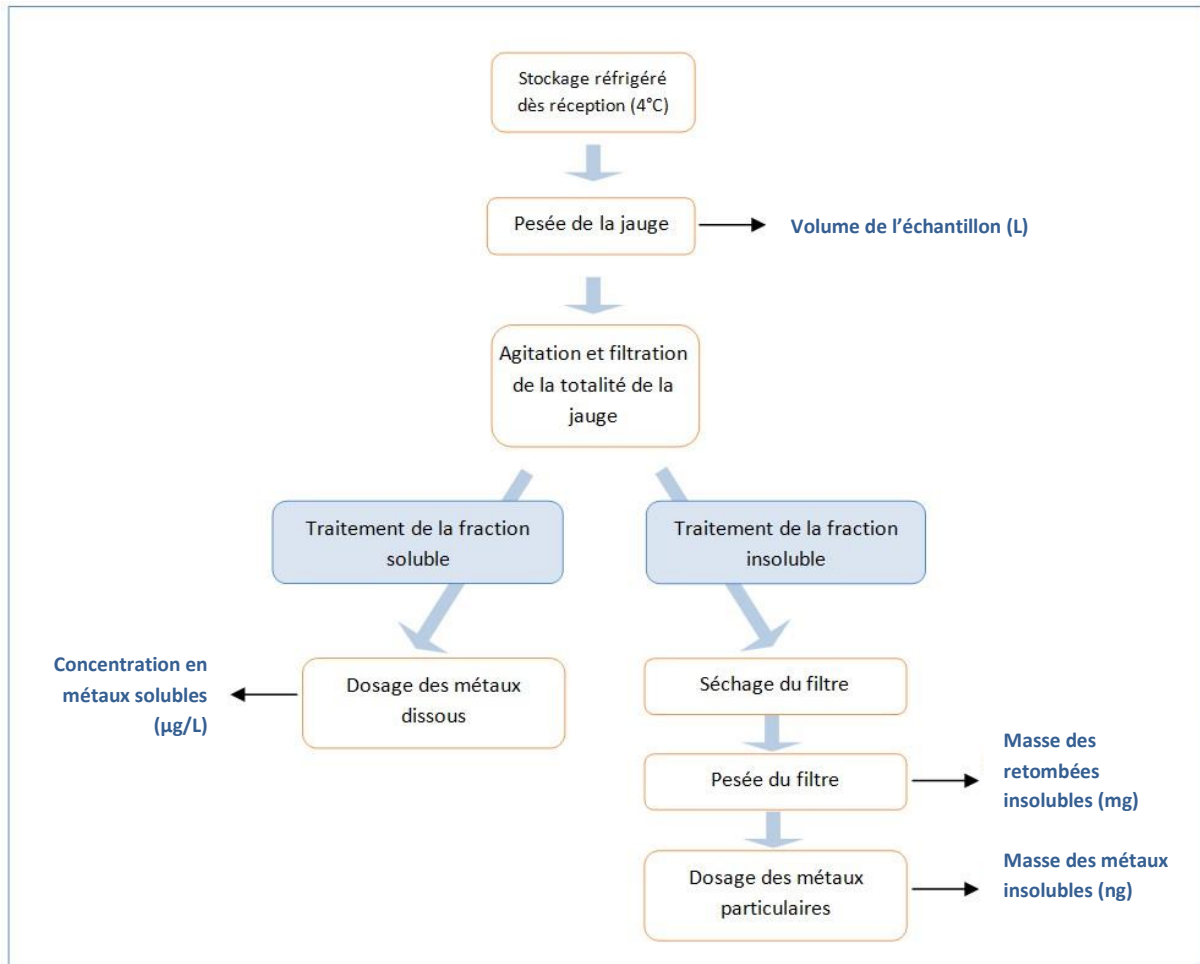 Stockage réfrigéré
dès réception (4°C)
Pesée de la jauge
Volume de l’échantillon (L)
Agitation et filtration
de la totalité de la
jauge
Traitement de la fraction
soluble
Traitement de la fraction
insoluble
Concentration en
métaux solubles
(µg/L)
Dosage des métaux
dissous
Séchage du filtre
Pesée du filtre
Masse des
retombées
insolubles (mg)
Dosage des métaux
particulaires
Masse des métaux
insolubles (ng)